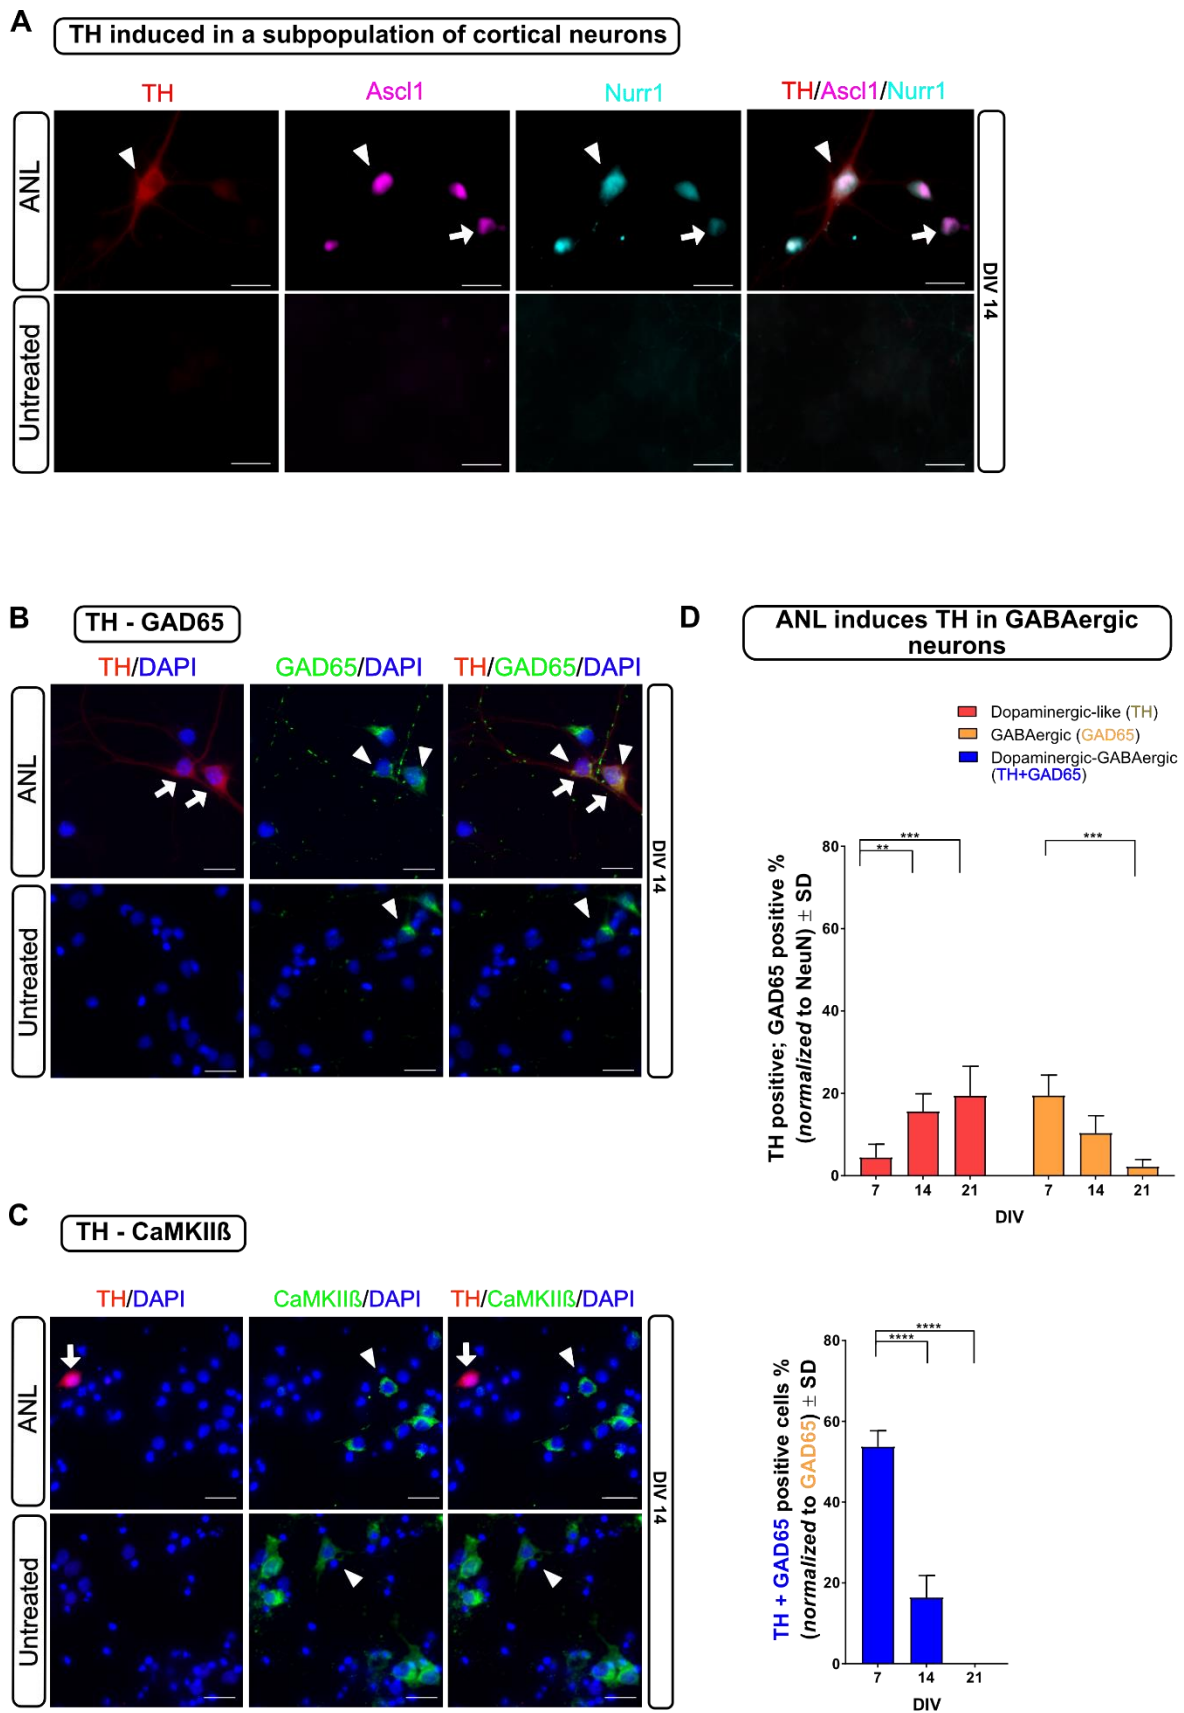 A
TH induced in a subpopulation of cortical neurons
TH
Ascl1
Nurr1
TH/Ascl1/Nurr1
ANL
Untreated
DIV 14
B
TH - GAD65
TH/DAPI
GAD65/DAPI
TH/GAD65/DAPI
ANL
Untreated
DIV 14
C
TH - CaMKIIß
TH/DAPI
CaMKIIß/DAPI
TH/CaMKIIß/DAPI
ANL
Untreated
DIV 14
D
ANL induces TH in GABAergic
neurons
Dopaminergic-like (TH)
GABAergic (GAD65)
Dopaminergic-GABAergic
(TH+GAD65)
TH positive; GAD65 positive %
(normalized to NeuN) ± SD
80
60
40
20
0
***
**
***
7 14 21 7 14 21
DIV
TH + GAD65 positive cells %
(normalized to GAD65) ± SD
80
60
40
20
0
****
****
7 14 21
DIV